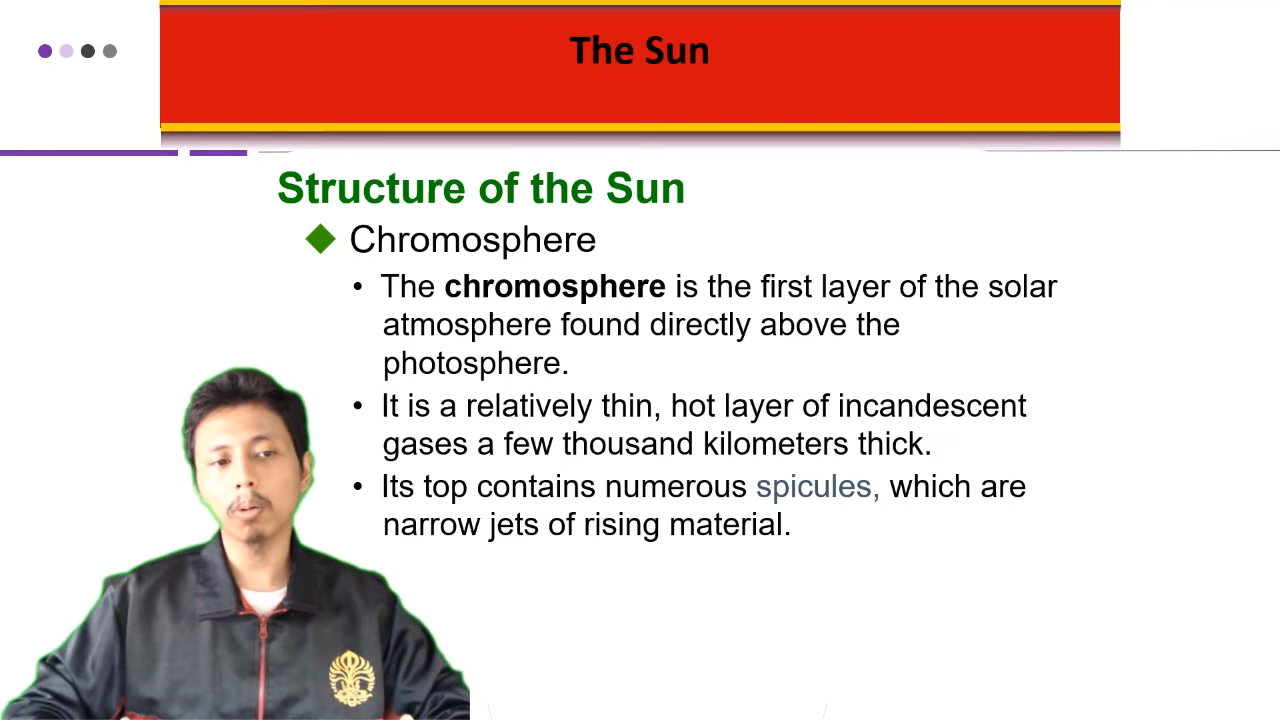 The Sun
Structure of the Sun
Chromosphere
• The chromosphere is the first layer of the solar
atmosphere found directly above the
photosphere.
• It is a relatively thin, hot layer of incandescent
gases a few thousand kilometers thick.
• Its top contains numerous spicules, which are
narrow jets of rising material.